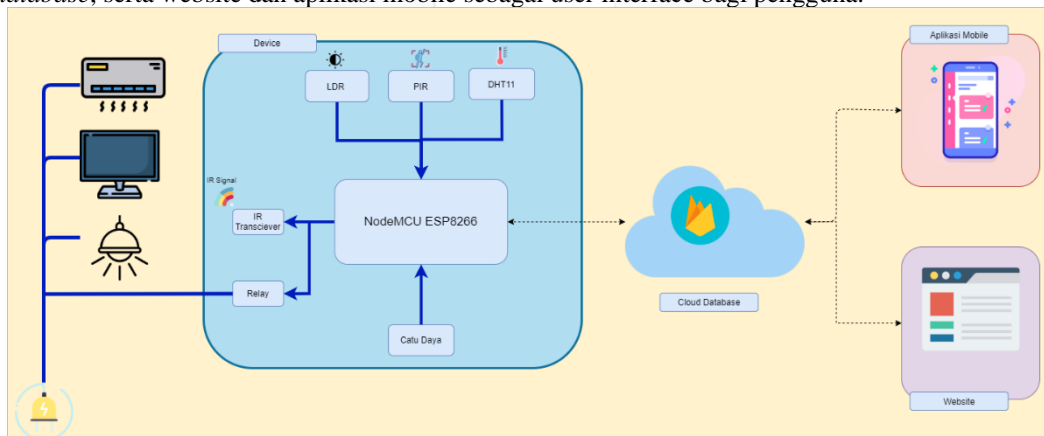 database, serta website dan aplikasi mobile sebagai user interface bagi pengguna.
Device
Aplikasi Mobile
LDR
PIR
DHT11
IR Signal
IR
Transciever
NodeMCU ESP8266
Relay
Cloud Database
Catu Daya
Website